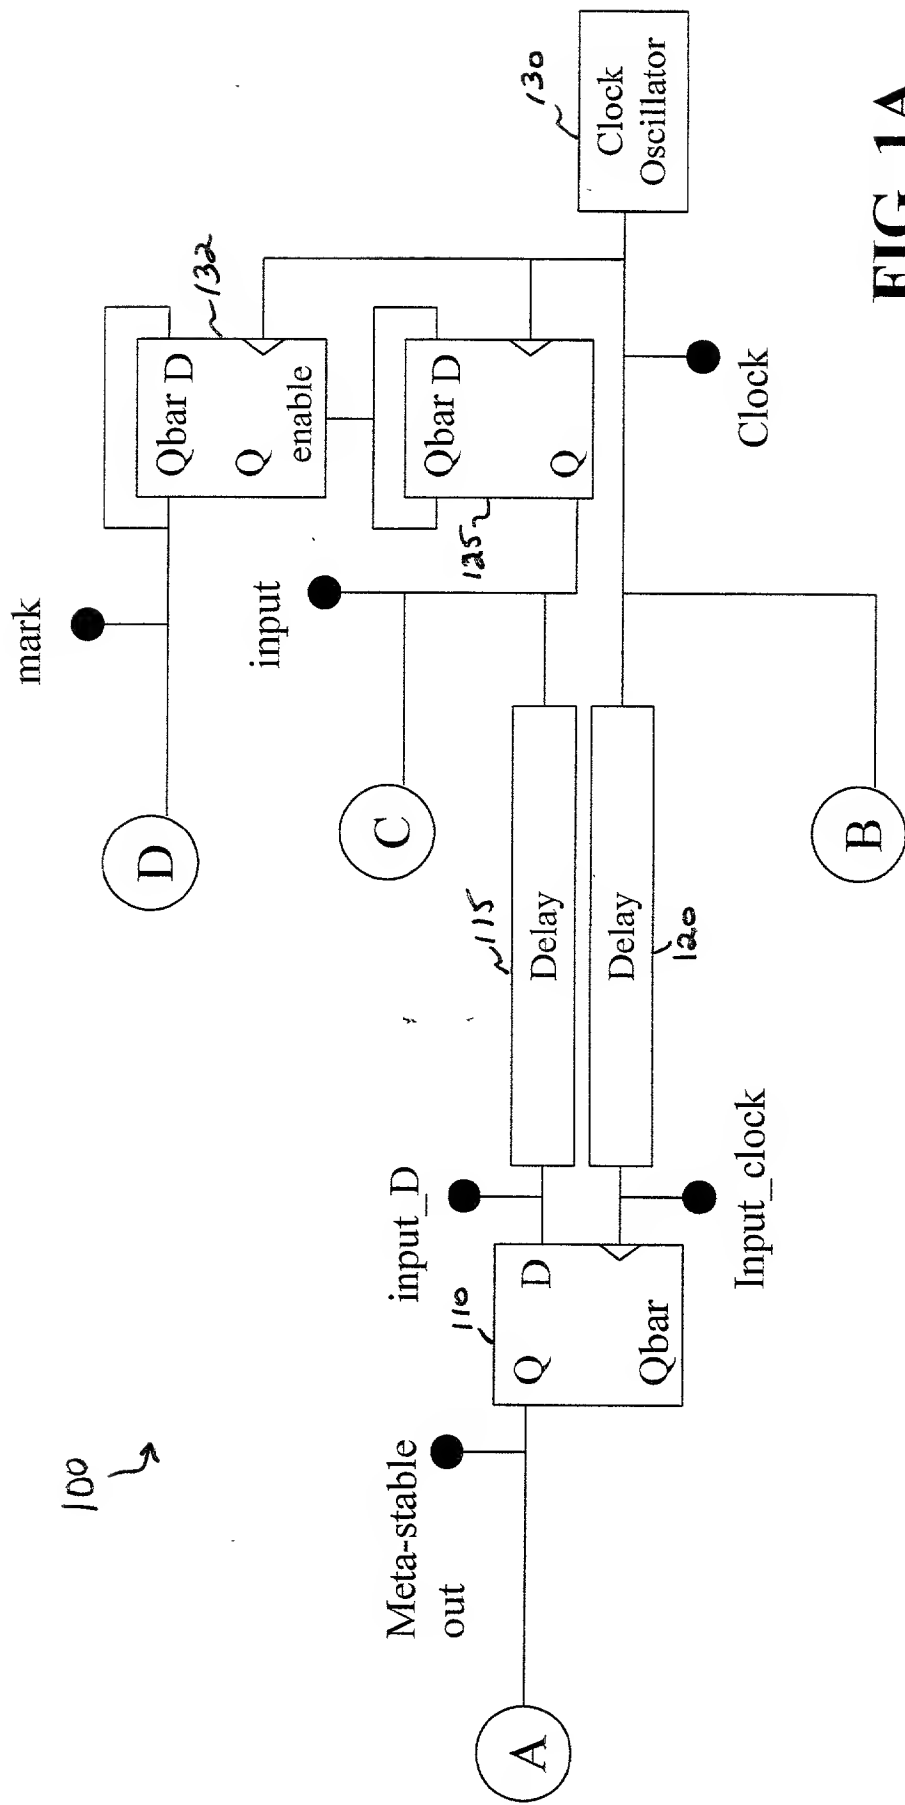 100
mark
D
Qbar D
Q
enable
132
input
C
Qbar D
Q
125
130
Clock
Oscillator
Clock
115
Delay
Delay
120
B
input_D
110
Q D
Qbar
Input_clock
Meta-stable
out
A
FIG. 1A